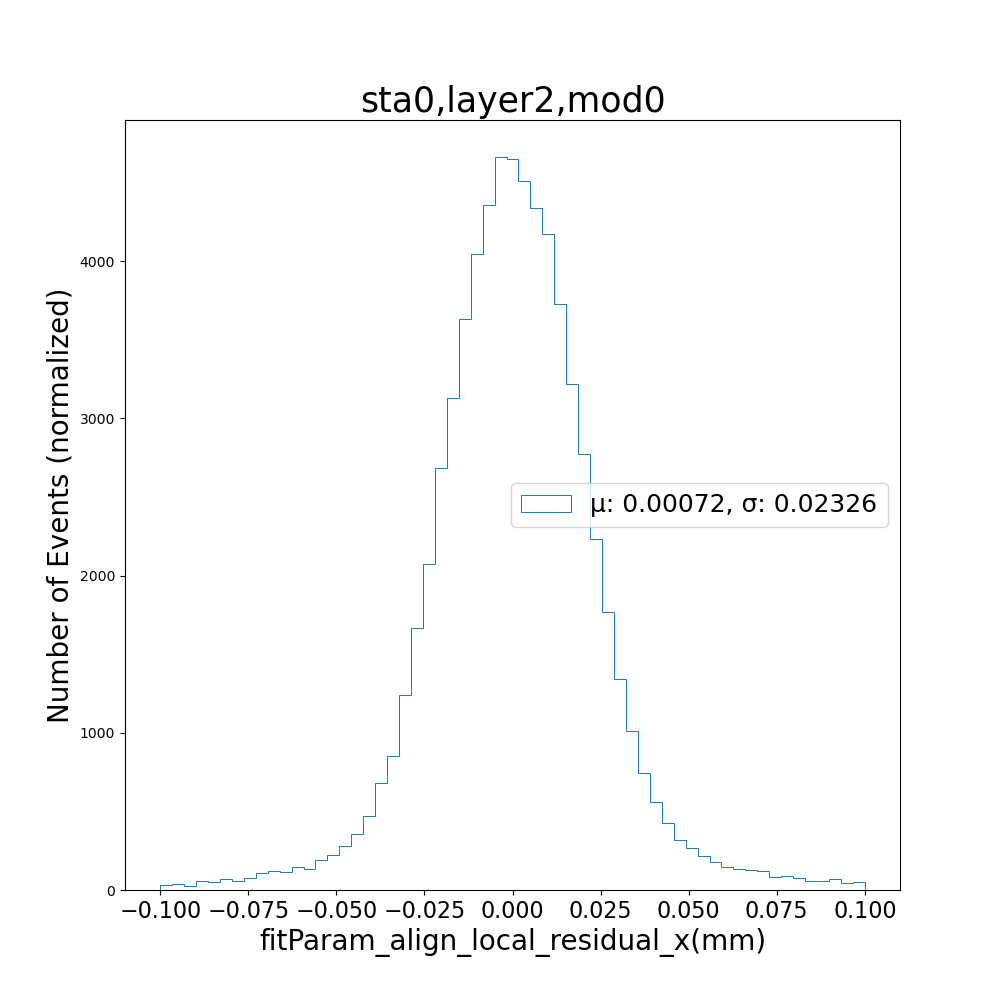 sta0,layer2,mod0
Number of Events (normalized)
4000
3000
2000
1000
0
μ: 0.00072, σ: 0.02326
−0.100 −0.075 −0.050 −0.025 0.000 0.025 0.050 0.075 0.100
fitParam_align_local_residual_x(mm)